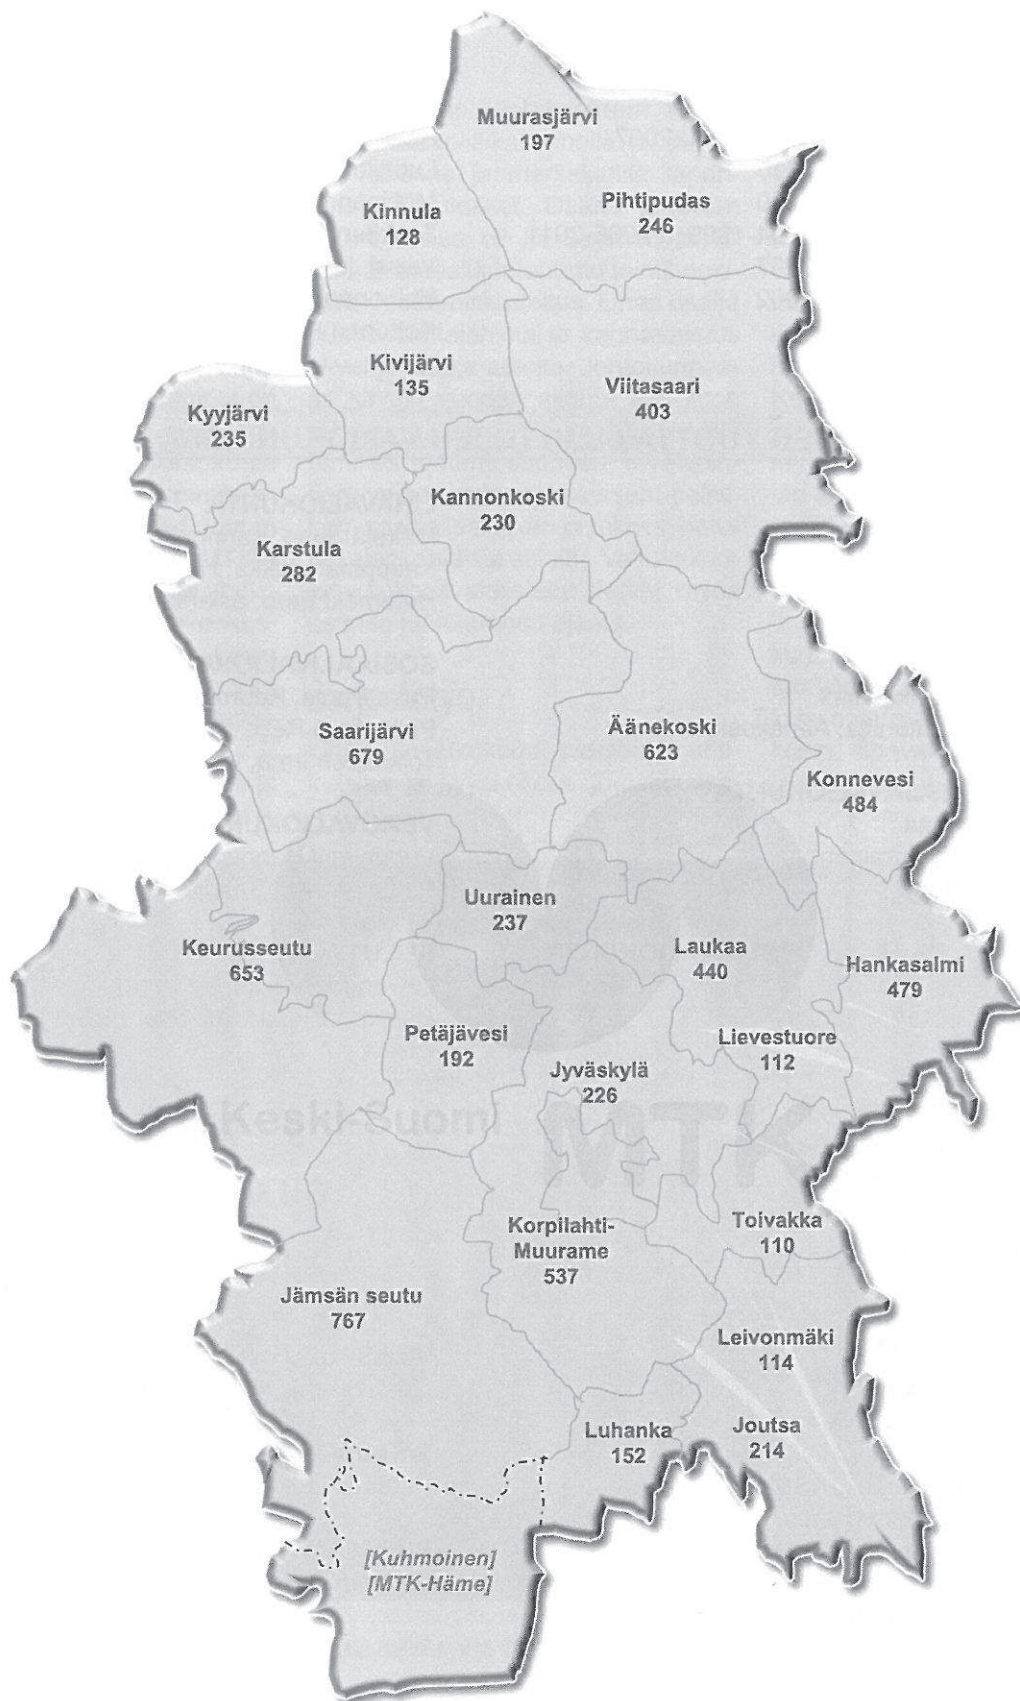 Muurasjärvi
197
Pihtipudas
246
Kinnula
128
Kivijärvi
135
Viitasaari
403
Kyyjärvi
235
Kannonkoski
230
Karstula
282
Saarijärvi
679
Äänekoski
623
Konnevesi
484
Uurainen
237
Keurusseutu
653
Laukaa
440
Hankasalmi
479
Petäjävesi
192
Lievestuore
112
Jyväskylä
226
Keski-Suomi
MTK
Toivakka
110
Korpilahti-
Muurame
537
Jämsän seutu
767
Leivonmäki
114
Luhanka
152
Joutsa
214
[Kuhmoinen]
[MTK-Häme]